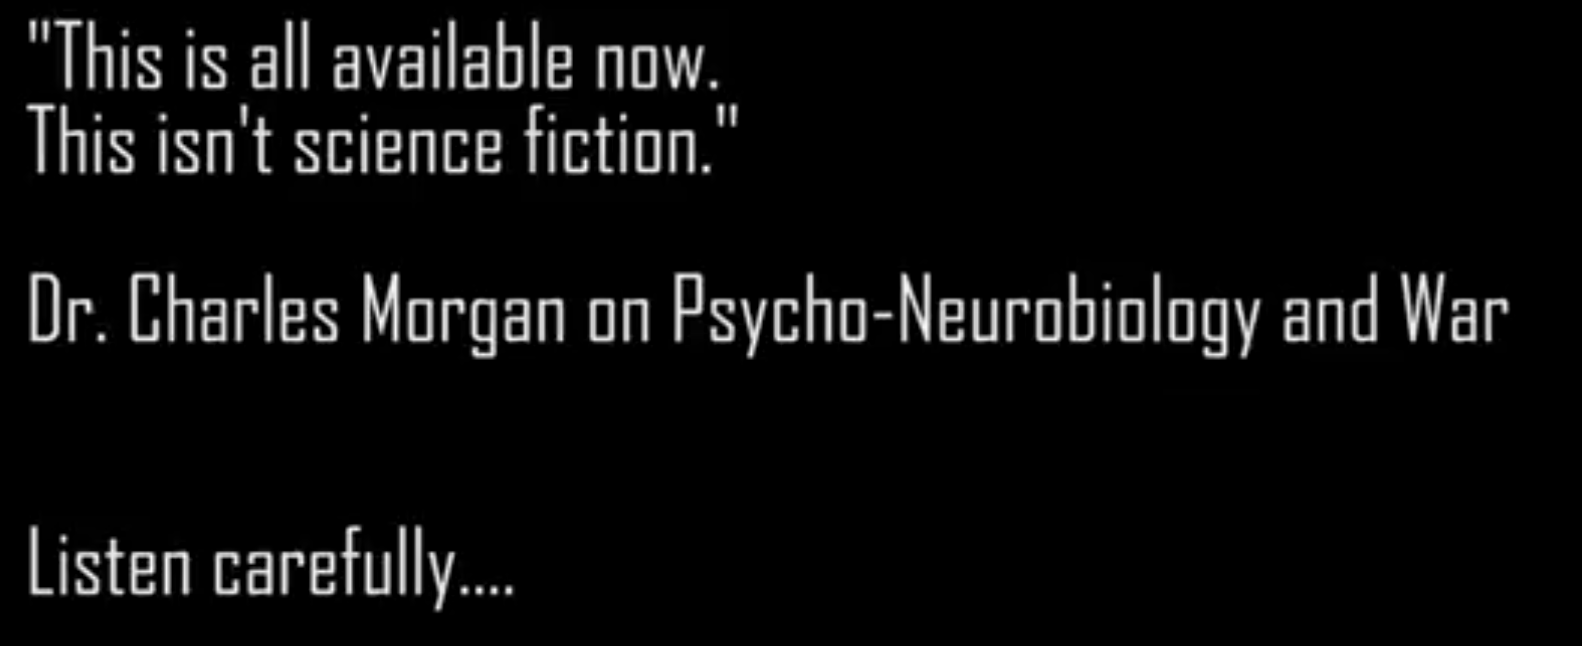 "This is all available now.
This isn't science fiction."
Dr. Charles Morgan on Psycho-Neurobiology and War
Listen carefully....